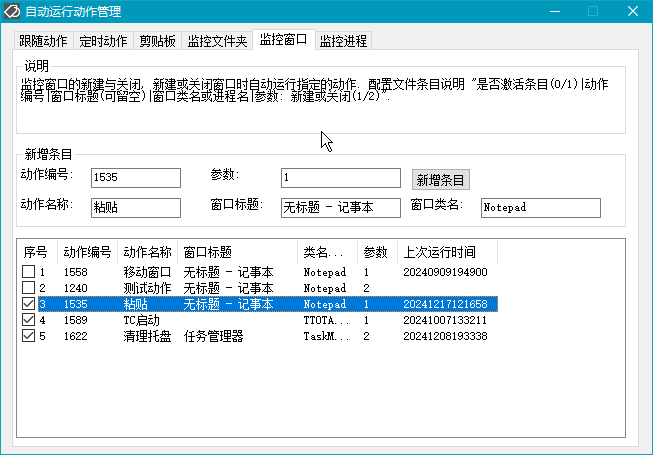 自动运行动作管理
跟随动作 定时动作 剪贴板 监控文件夹 监控窗口 监控进程
说明
监控窗口的新建与关闭, 新建或关闭窗口时自动运行指定的动作. 配置文件条目说明 "是否激活条目(0/1)|动作
编号|窗口标题(可留空)|窗口类名或进程名|参数: 新建或关闭(1/2)".
新增条目
动作编号: 1535 参数: 1 新增条目
动作名称: 粘贴 窗口标题: 无标题 - 记事本 窗口类名: Notepad
序号 动作编号 动作名称 窗口标题 类名... 参数 上次运行时间
1 1558 移动窗口 无标题 - 记事本 Notepad 1 20240909194900
2 1240 测试动作 无标题 - 记事本 Notepad 2
3 1535 粘贴 无标题 - 记事本 Notepad 1 20241217121658
4 1589 TC启动 TTOTA... 1 20241007133211
5 1622 清理托盘 任务管理器 TaskM... 2 20241208193338